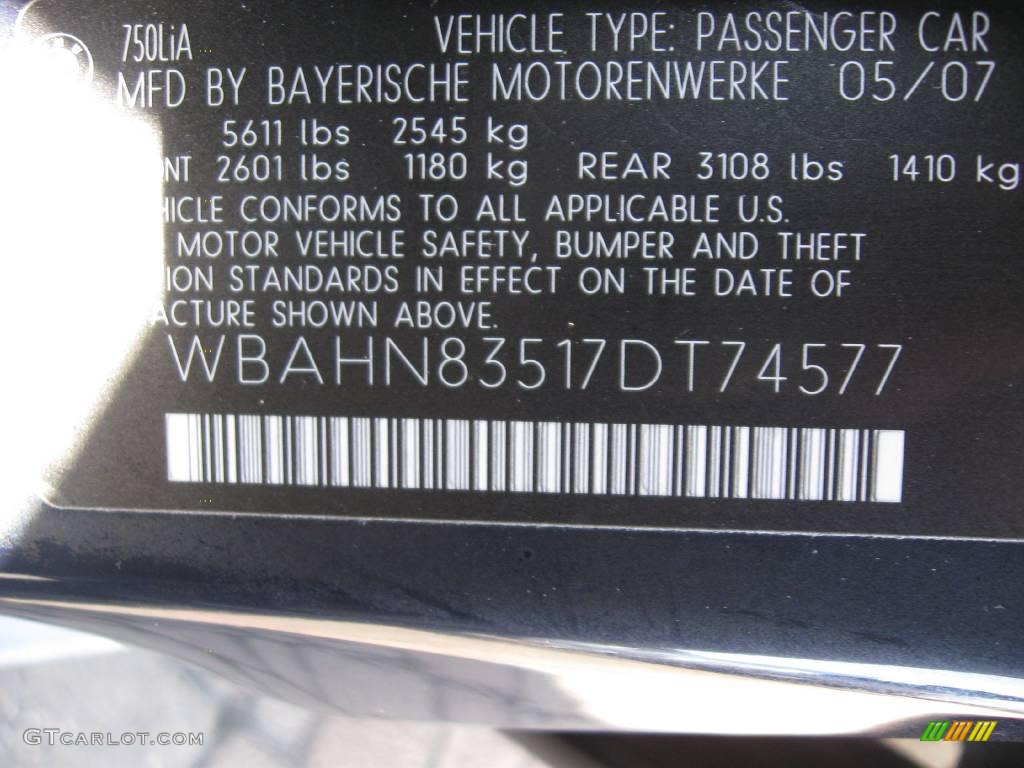 750LiA VEHICLE TYPE: PASSENGER CAR
MFD BY BAYERISCHE MOTORENWERKE 05/07
5611 lbs 2545 kg
NT 2601 lbs 1180 kg REAR 3108 lbs 1410 kg
HICLE CONFORMS TO ALL APPLICABLE U.S.
MOTOR VEHICLE SAFETY, BUMPER AND THEFT
ION STANDARDS IN EFFECT ON THE DATE OF
ACTURE SHOWN ABOVE.
WBAHN83517DT74577
GTCARLOT.COM